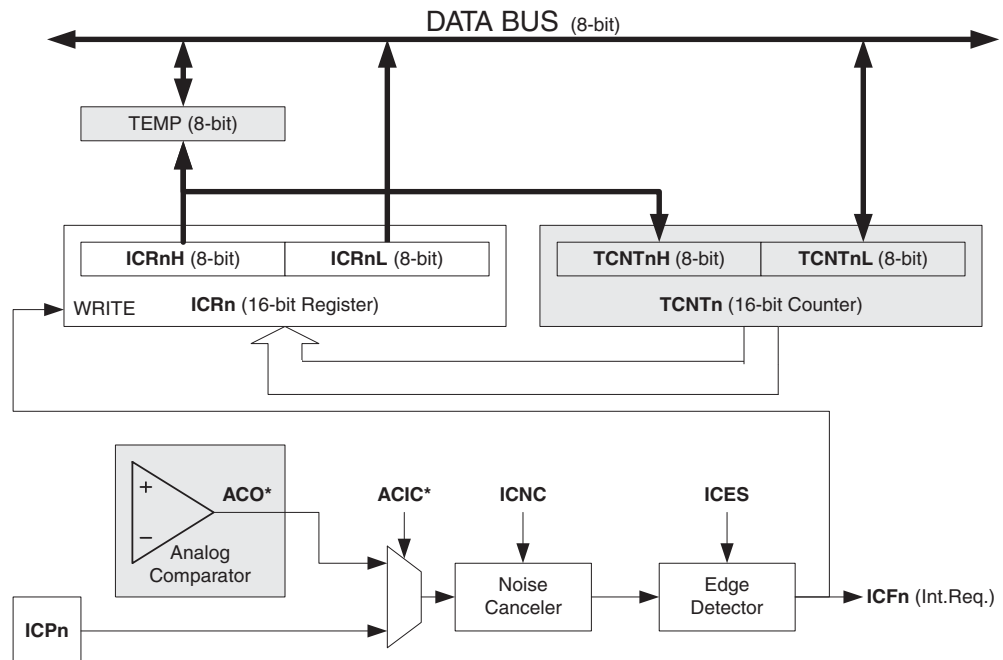 DATA BUS (8-bit)
TEMP (8-bit)
ICRnH (8-bit)
ICRnL (8-bit)
TCNTnH (8-bit)
TCNTnL (8-bit)
WRITE
ICRn (16-bit Register)
TCNTn (16-bit Counter)
+
−
ACO*
Analog
Comparator
ACIC*
ICNC
ICES
Noise
Canceler
Edge
Detector
ICFn (Int.Req.)
ICPn